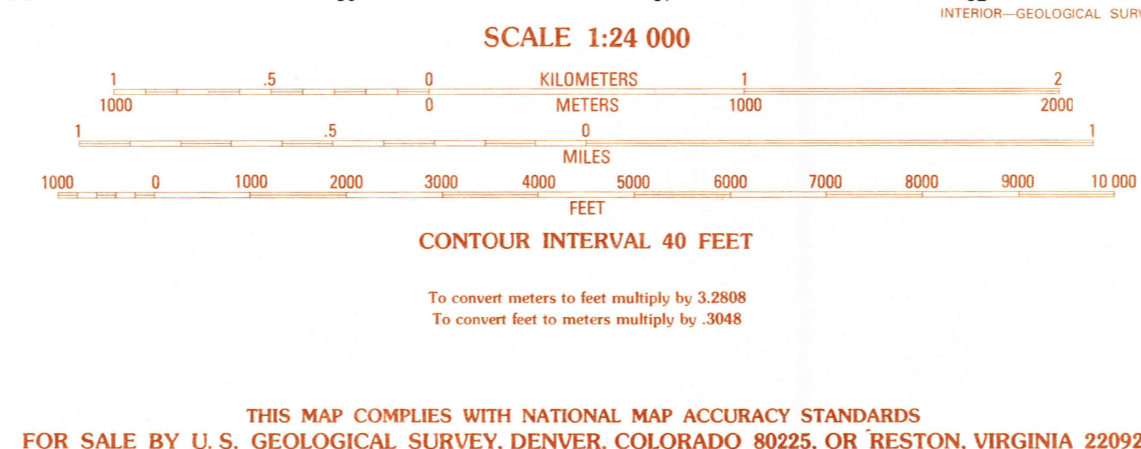 INTERIOR—GEOLOGICAL
SCALE 1:24 000
1 .5 0 KILOMETERS 1 2
1000 0 METERS 1000 2000
1 .5 0 1
MILES
1000 0 1000 2000 3000 4000 5000 6000 7000 8000 9000 10 000
FEET
CONTOUR INTERVAL 40 FEET
To convert meters to feet multiply by 3.2808
To convert feet to meters multiply by .3048
THIS MAP COMPLIES WITH NATIONAL MAP ACCURACY STANDARDS
FOR SALE BY U. S. GEOLOGICAL SURVEY, DENVER, COLORADO 80225, OR RESTON, VIRGINIA 22092